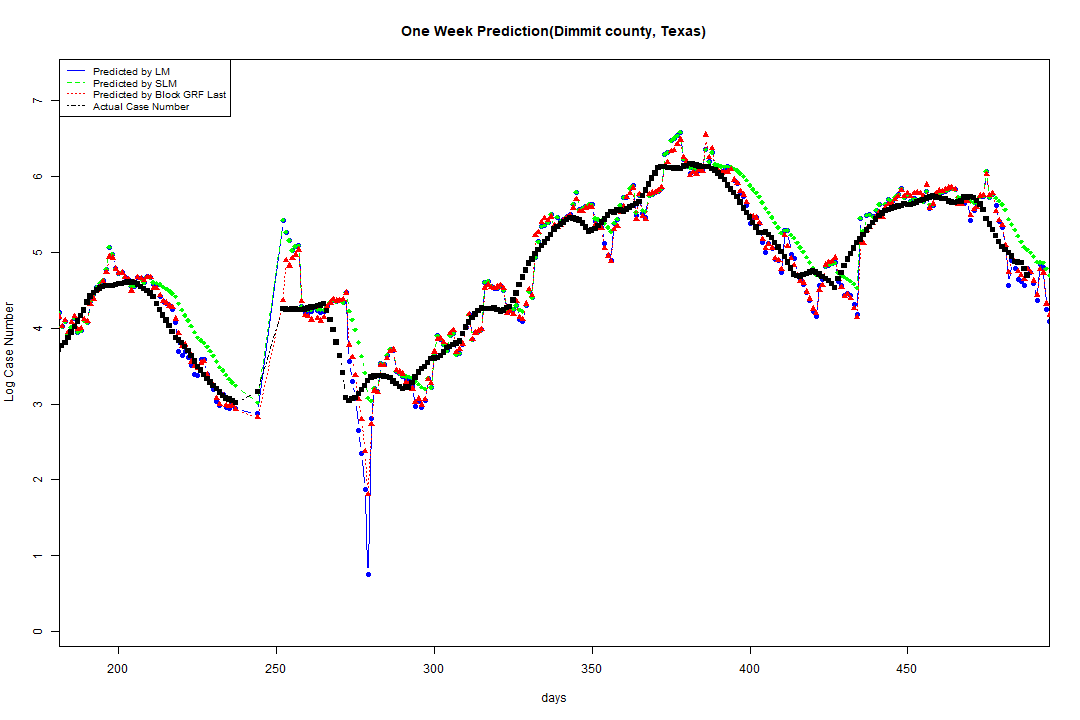 One Week Prediction(Dimmit county, Texas)
Predicted by LM
Predicted by SLM
Predicted by Block GRF Last
Actual Case Number
7
6
5
4
3
2
1
0
Log Case Number
200 250 300 350 400 450
days